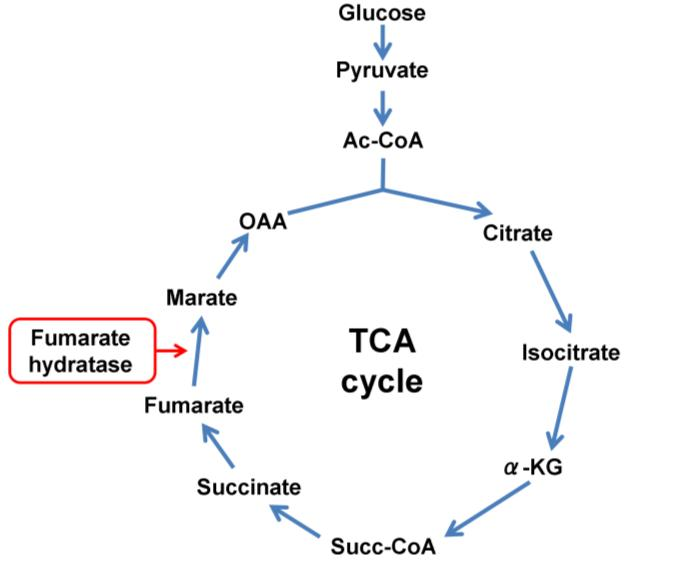 Glucose
Pyruvate
Ac-CoA
OAA
Citrate
Marate
Fumarate
hydratase
TCA
cycle
Isocitrate
Fumarate
α-KG
Succinate
Succ-CoA